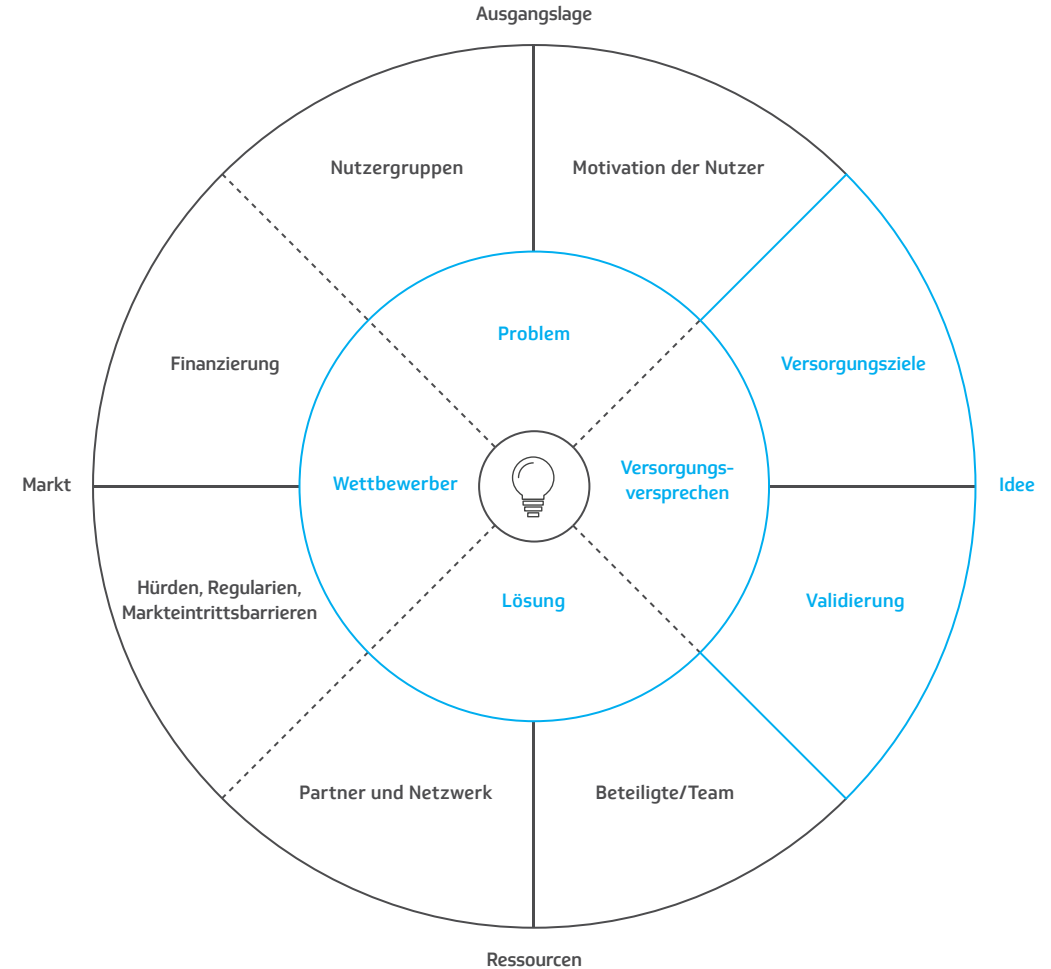 Ausgangslage
Nutzergruppen
Motivation der Nutzer
Problem
Finanzierung
Versorgungsziele
Markt
Wettbewerber
Versorgungs-
versprechen
Idee
Hürden, Regularien,
Markteintrittsbarrieren
Lösung
Validierung
Partner und Netzwerk
Beteiligte/Team
Ressourcen